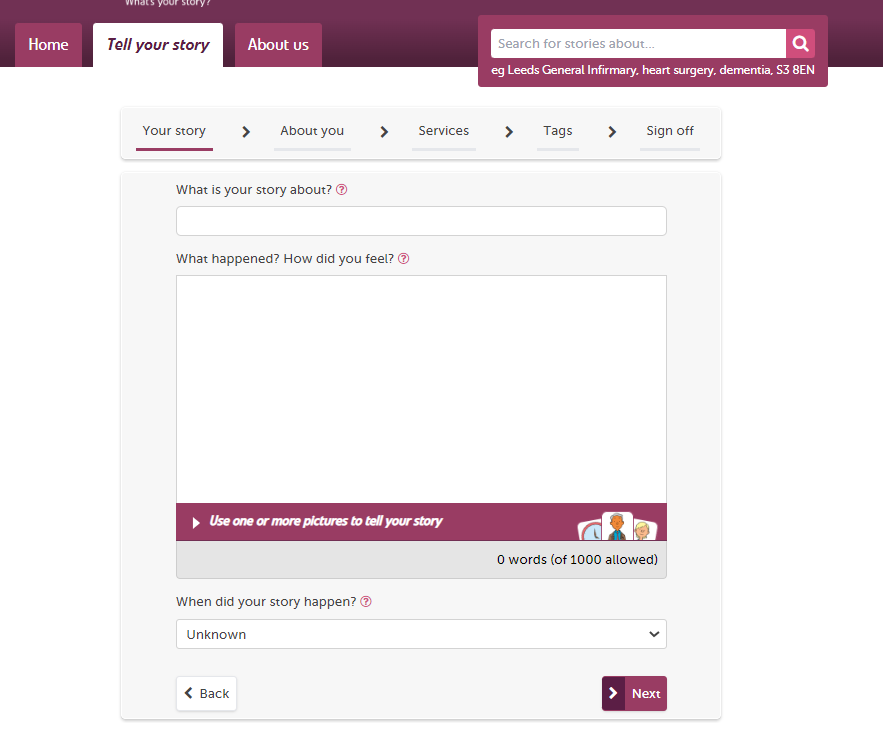 What's your story?
Home
Tell your story
About us
Search for stories about...
eg Leeds General Infirmary, heart surgery, dementia, S3 8EN
Your story
About you
Services
Tags
Sign off
What is your story about? ?
What happened? How did you feel? ?
Use one or more pictures to tell your story
0 words (of 1000 allowed)
When did your story happen? ?
Unknown
Back
Next